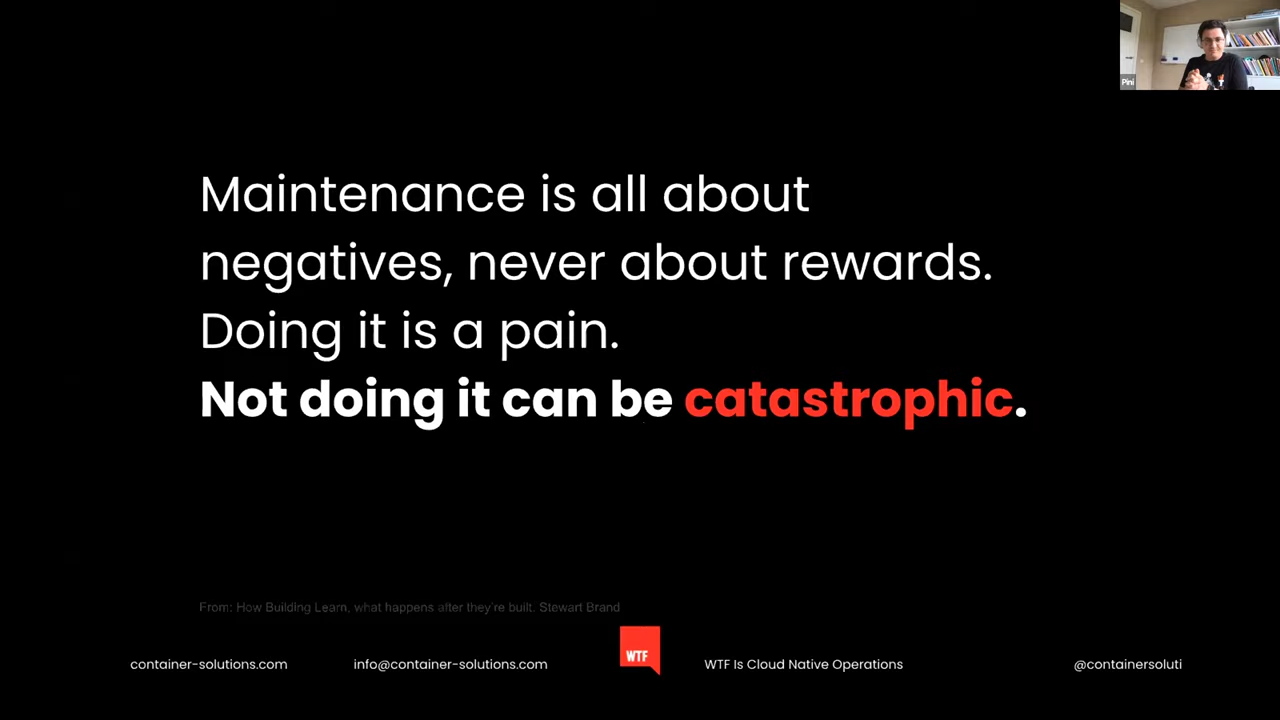 Pini
Maintenance is all about
negatives, never about rewards.
Doing it is a pain.
Not doing it can be catastrophic.
From: How Building Learn, what happens after they're built. Stewart Brand
container-solutions.com
info@container-solutions.com
WTF
WTF Is Cloud Native Operations
@containersoluti